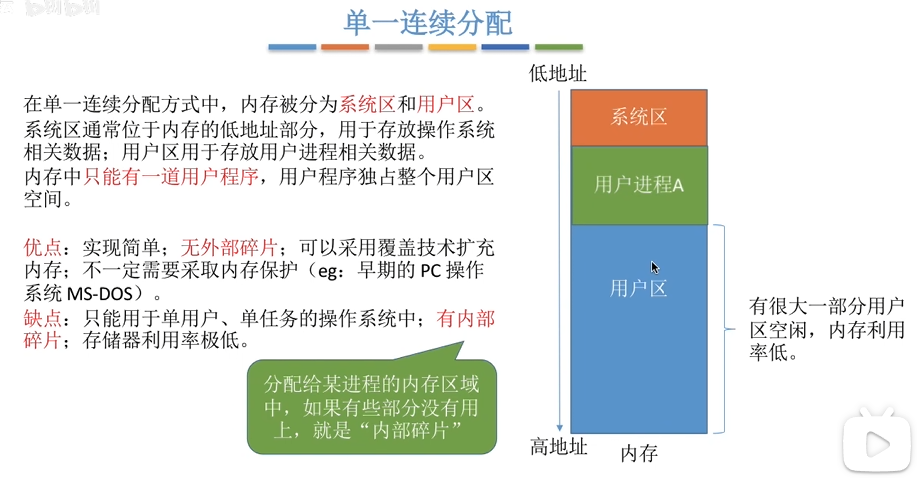 单一连续分配
在单一连续分配方式中，内存被分为系统区和用户区。
系统区通常位于内存的低地址部分，用于存放操作系统
相关数据；用户区用于存放用户进程相关数据。
内存中只能有一道用户程序，用户程序独占整个用户区
空间。
优点：实现简单；无外部碎片；可以采用覆盖技术扩充
内存；不一定需要采取内存保护（eg：早期的 PC 操作
系统 MS-DOS）。
缺点：只能用于单用户、单任务的操作系统中；有内部
碎片；存储器利用率极低。
分配给某进程的内存区域
中，如果有些部分没有用
上，就是“内部碎片”
低地址
系统区
用户进程A
用户区
高地址
内存
有很大一部分用户
区空闲，内存利用
率低。